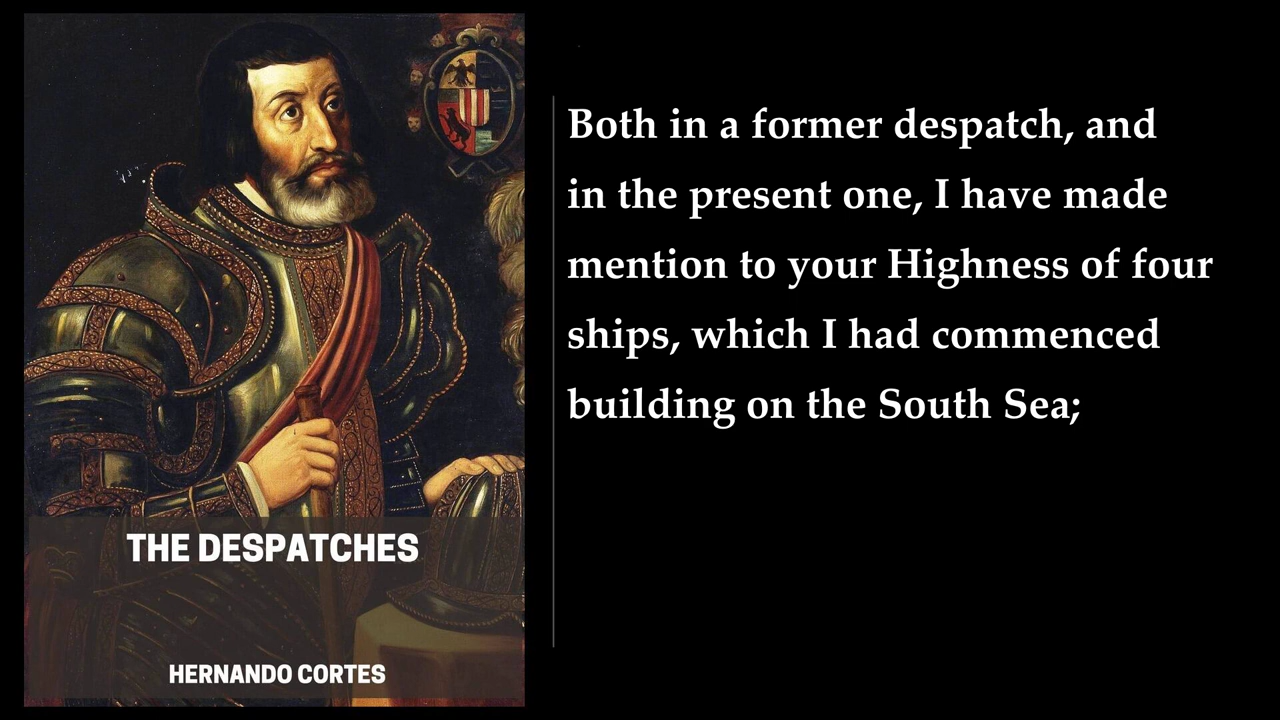 THE DESPATCHES
HERNANDO CORTES
Both in a former despatch, and
in the present one, I have made
mention to your Highness of four
ships, which I had commenced
building on the South Sea;